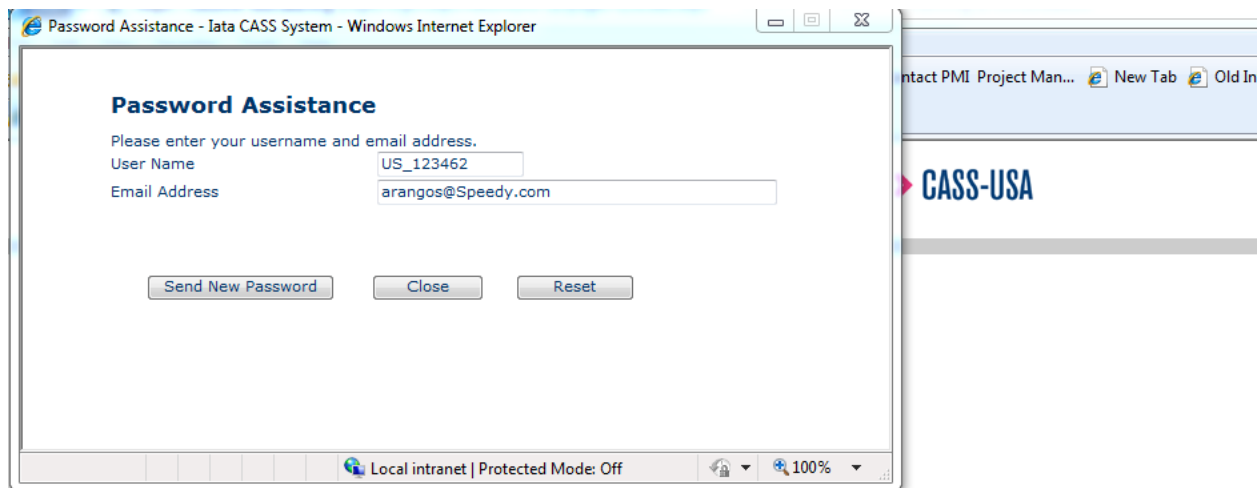 Password Assistance - Iata CASS System - Windows Internet Explorer
ntact PMI Project Man... New Tab Old In
Password Assistance
Please enter your username and email address.
User Name US_123462
Email Address arangos@Speedy.com
CASS-USA
Send New Password Close Reset
Local intranet | Protected Mode: Off 100%